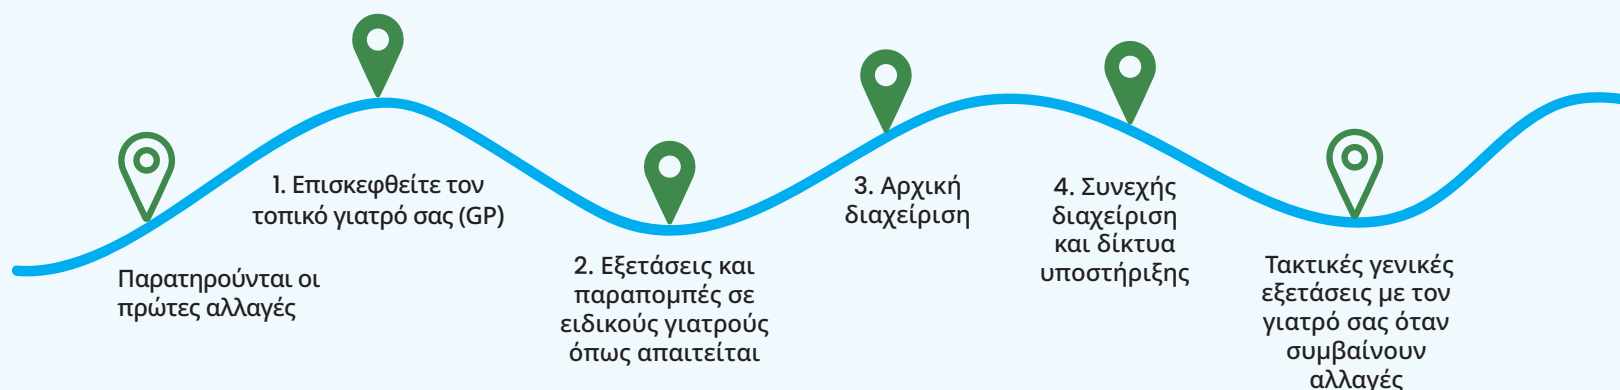 Παρατηρούνται οι
πρώτες αλλαγές
1. Επισκεφθείτε τον
τοπικό γιατρό σας (GP)
2. Εξετάσεις και
παραπομπές σε
ειδικούς γιατρούς
όπως απαιτείται
3. Αρχική
διαχείριση
4. Συνεχής
διαχείριση
και δίκτυα
υποστήριξης
Τακτικές γενικές
εξετάσεις με τον
γιατρό σας όταν
συμβαίνουν
αλλαγές